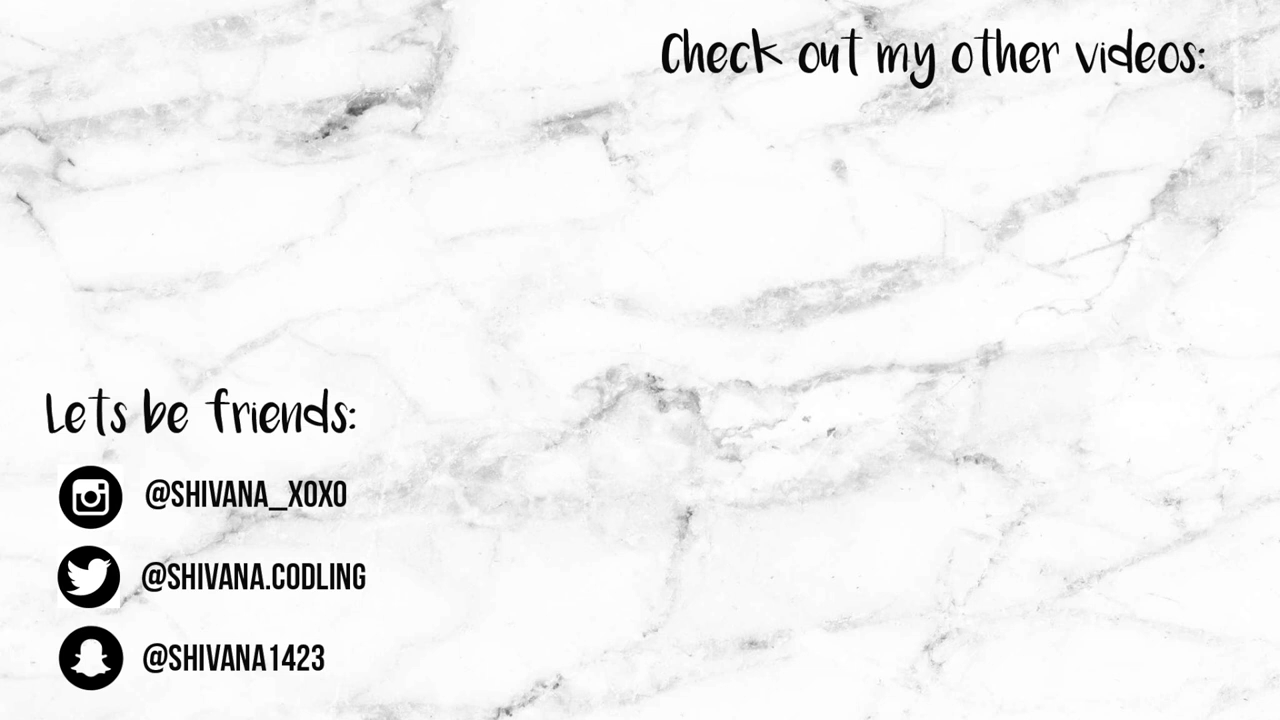 Check out my other videos:
Lets be friends:
@SHIVANA_XOXO
@SHIVANA.CODLING
@SHIVANA1423